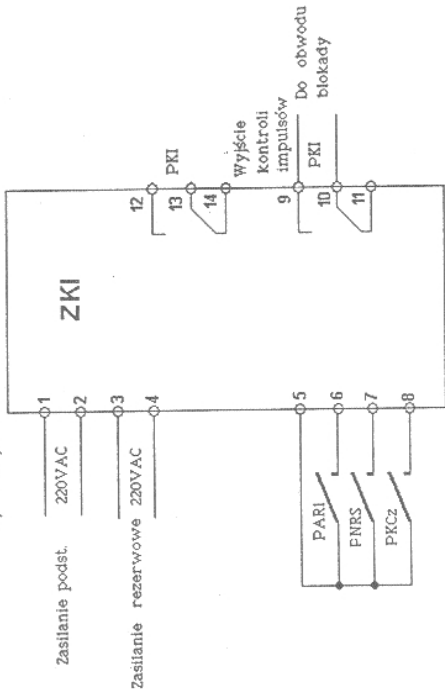 ZKI
Zasilanie podst.
220VAC
1
2
Zasilanie rezerwowe
220VAC
3
4
5
6
7
8
PARI
PNRS
PKCz
12
13
14
PKI
Wyjście
kontroli
impulsów
9
10
11
PKI
Do obwodu
blokady